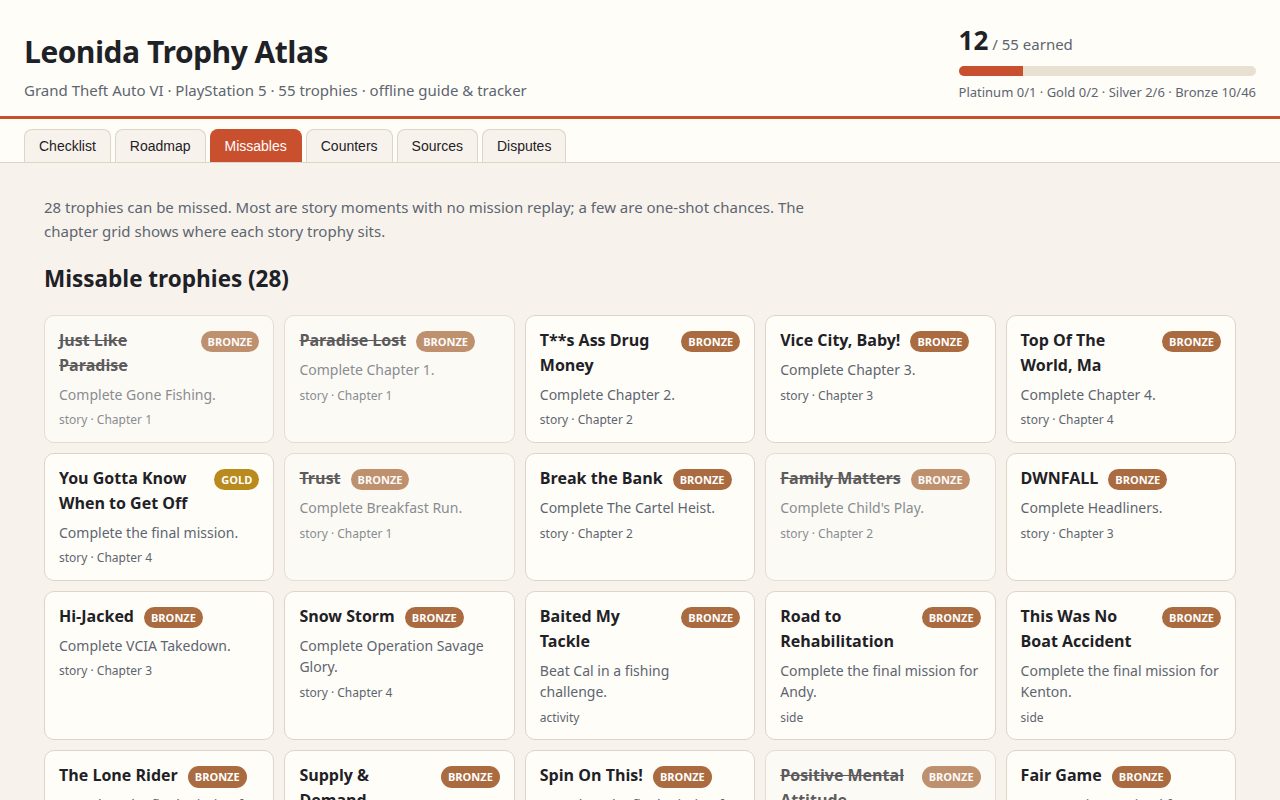 Leonida Trophy Atlas
Grand Theft Auto VI · PlayStation 5 · 55 trophies · offline guide & tracker
12 / 55 earned
Platinum 0/1 · Gold 0/2 · Silver 2/6 · Bronze 10/46
Checklist
Roadmap
Missables
Counters
Sources
Disputes
28 trophies can be missed. Most are story moments with no mission replay; a few are one-shot chances. The
chapter grid shows where each story trophy sits.
Missable trophies (28)
Just Like
Paradise
BRONZE
Complete Gone Fishing.
story · Chapter 1
Paradise Lost
BRONZE
Complete Chapter 1.
story · Chapter 1
T**s Ass Drug
Money
BRONZE
Complete Chapter 2.
story · Chapter 2
Vice City, Baby!
BRONZE
Complete Chapter 3.
story · Chapter 3
Top Of The
World, Ma
BRONZE
Complete Chapter 4.
story · Chapter 4
You Gotta Know
When to Get Off
GOLD
Complete the final mission.
story · Chapter 4
Trust
BRONZE
Complete Breakfast Run.
story · Chapter 1
Break the Bank
BRONZE
Complete The Cartel Heist.
story · Chapter 2
Family Matters
BRONZE
Complete Child's Play.
story · Chapter 2
DWNFALL
BRONZE
Complete Headliners.
story · Chapter 3
Hi-Jacked
BRONZE
Complete VCIA Takedown.
story · Chapter 3
Snow Storm
BRONZE
Complete Operation Savage
Glory.
story · Chapter 4
Baited My
Tackle
BRONZE
Beat Cal in a fishing
challenge.
activity
Road to
Rehabilitation
BRONZE
Complete the final mission for
Andy.
side
This Was No
Boat Accident
BRONZE
Complete the final mission for
Kenton.
side
The Lone Rider
BRONZE
Supply &
Demand
BRONZE
Spin On This!
BRONZE
Positive Mental
Attitude
BRONZE
Fair Game
BRONZE